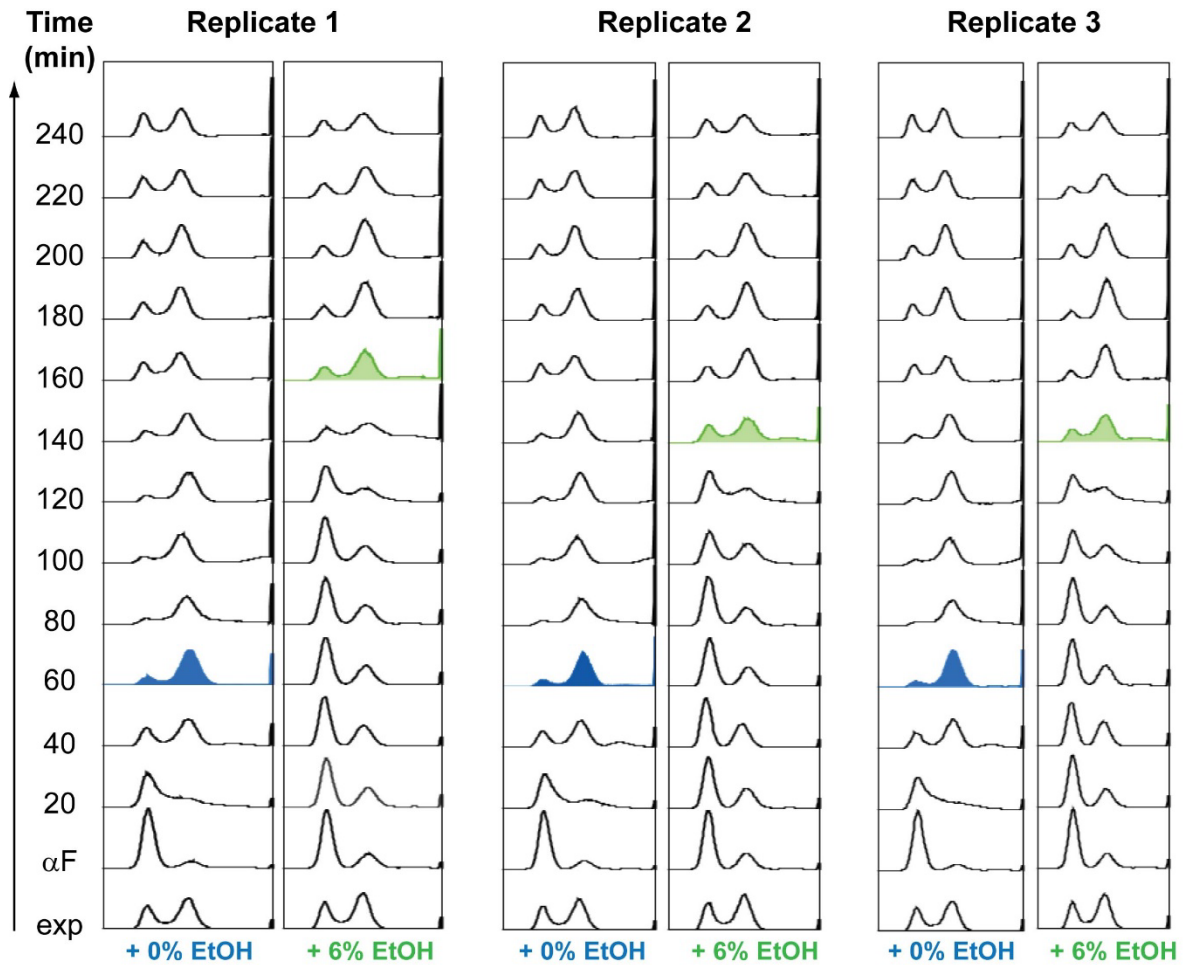 Time (min)
Replicate 1
Replicate 2
Replicate 3
240
220
200
180
160
140
120
100
80
60
40
20
αF
exp
+ 0% EtOH
+ 6% EtOH
+ 0% EtOH
+ 6% EtOH
+ 0% EtOH
+ 6% EtOH